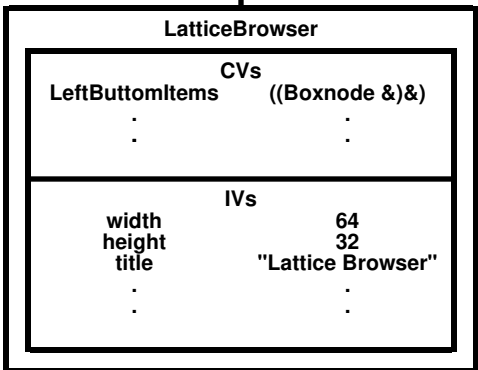 LatticeBrowser
CVs
LeftButtomItems ((Boxnode &)&)
. .
. .
IVs
width 64
height 32
title "Lattice Browser"
. .
. .